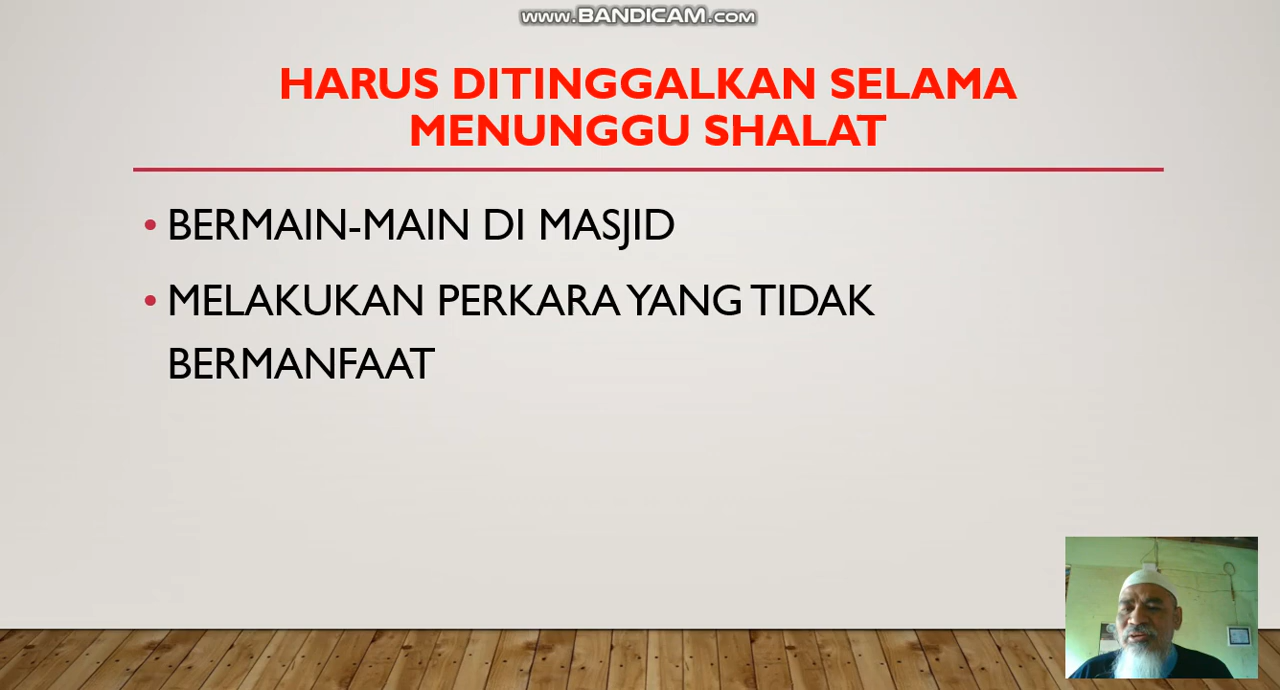 www.BANDICAM.com
HARUS DITINGGALKAN SELAMA
MENUNGGU SHALAT
• BERMAIN-MAIN DI MASJID
• MELAKUKAN PERKARA YANG TIDAK
BERMANFAAT